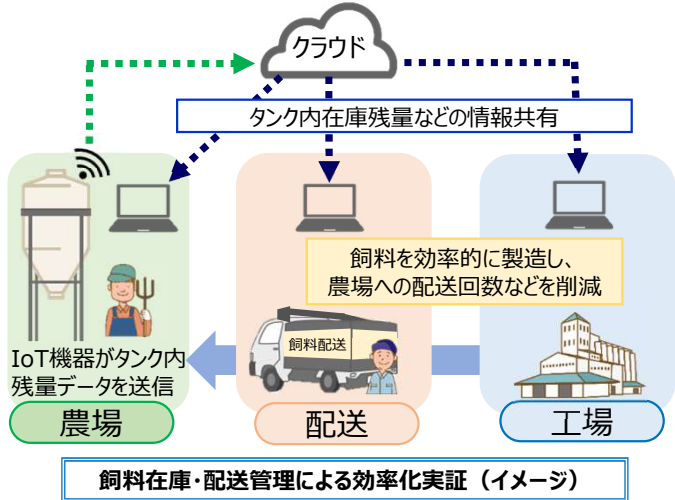 クラウド
タンク内在庫残量などの情報共有
飼料を効率的に製造し、
農場への配送回数などを削減
飼料配送
IoT機器がタンク内
残量データを送信
農場
配送
工場
飼料在庫・配送管理による効率化実証（イメージ）